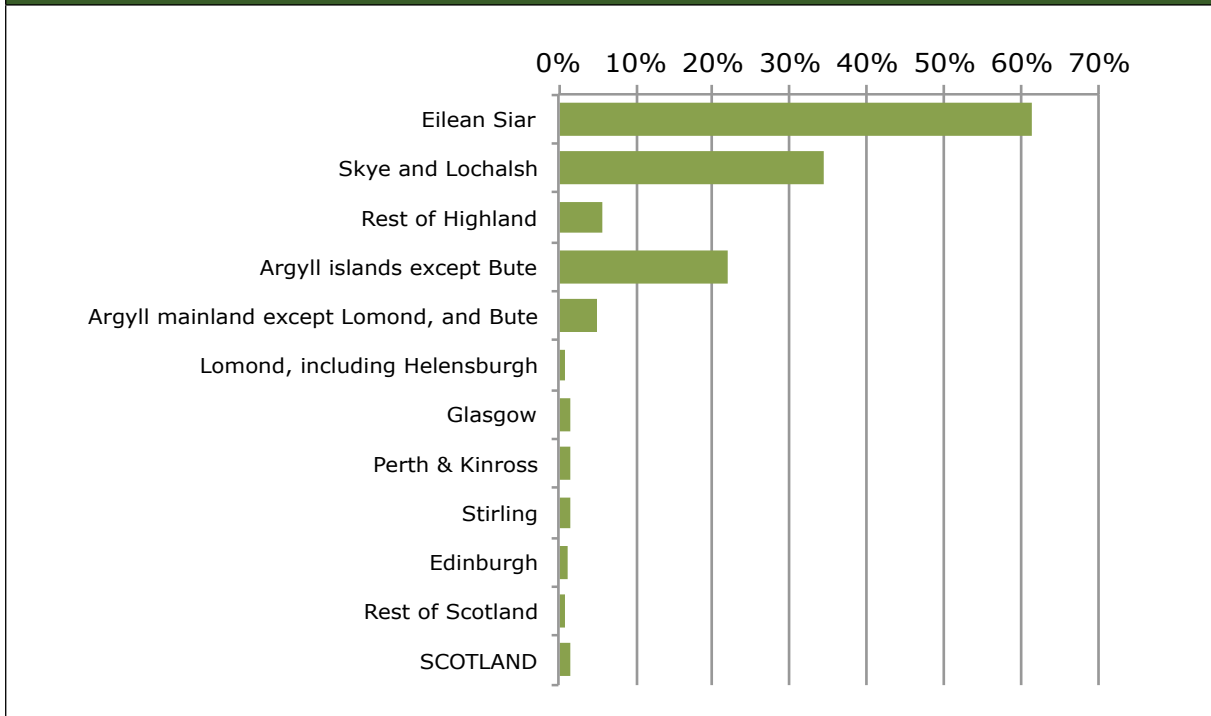 0% 10% 20% 30% 40% 50% 60% 70%
Eilean Siar
Skye and Lochalsh
Rest of Highland
Argyll islands except Bute
Argyll mainland except Lomond, and Bute
Lomond, including Helensburgh
Glasgow
Perth & Kinross
Stirling
Edinburgh
Rest of Scotland
SCOTLAND